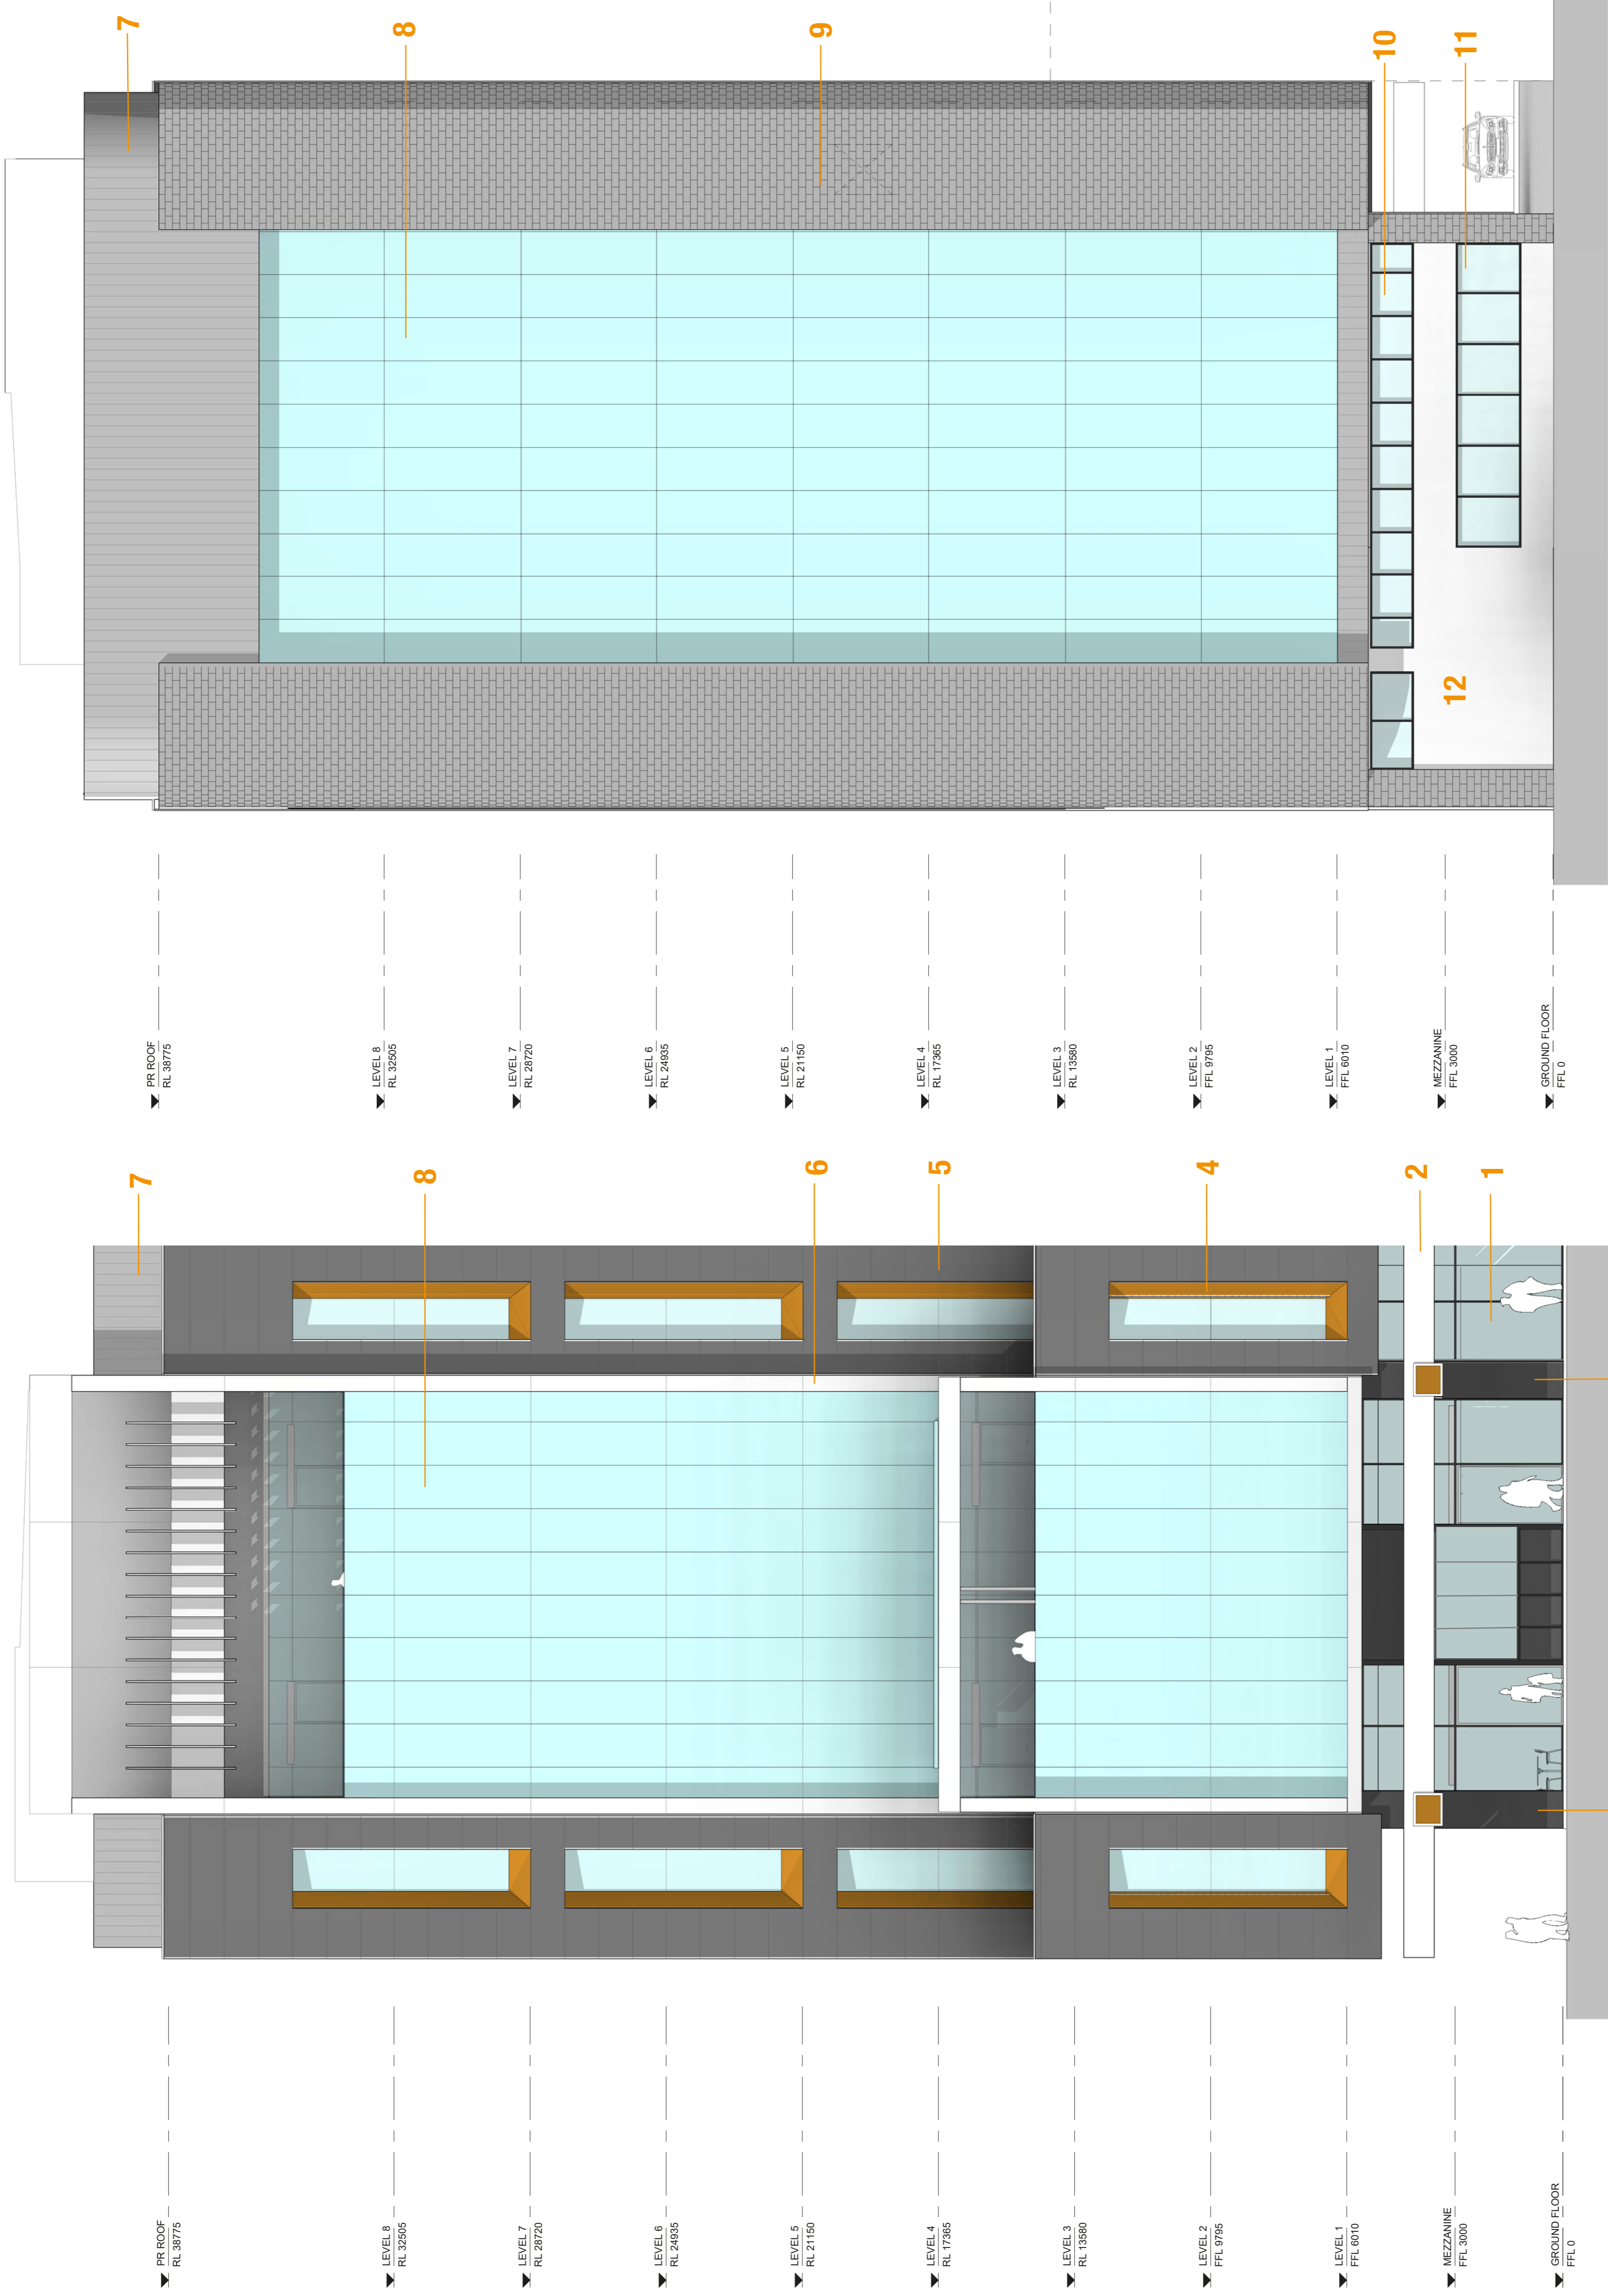 7
8
9
10
11
12
PR ROOF
RL 38775
LEVEL 8
RL 32505
LEVEL 7
RL 28720
LEVEL 6
RL 24935
LEVEL 5
RL 21150
LEVEL 4
RL 17365
LEVEL 3
RL 13580
LEVEL 2
FFL 9795
LEVEL 1
FFL 6010
MEZZANINE
FFL 3000
GROUND FLOOR
FFL 0
7
8
6
5
4
2
1
PR ROOF
RL 38775
LEVEL 8
RL 32505
LEVEL 7
RL 28720
LEVEL 6
RL 24935
LEVEL 5
RL 21150
LEVEL 4
RL 17365
LEVEL 3
RL 13580
LEVEL 2
FFL 9795
LEVEL 1
FFL 6010
MEZZANINE
FFL 3000
GROUND FLOOR
FFL 0